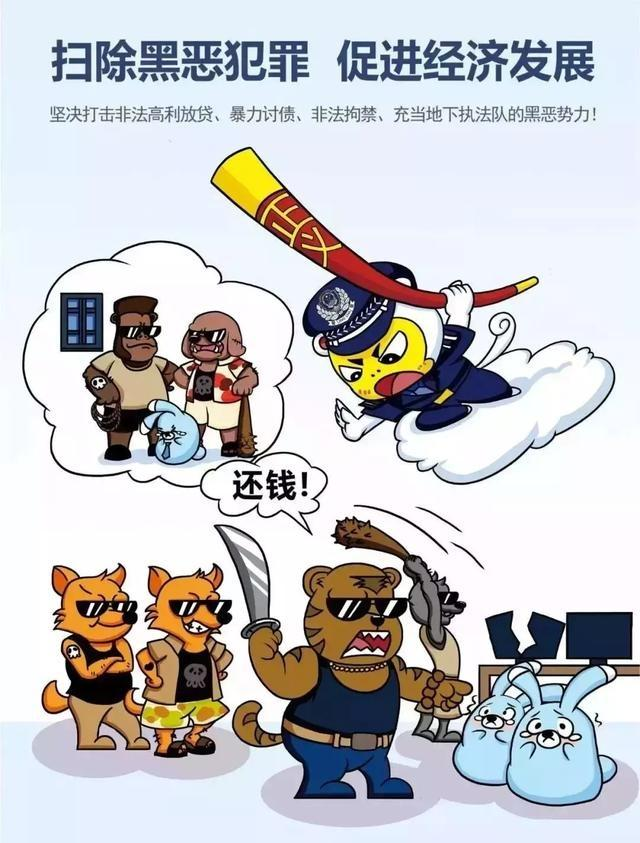 扫除黑恶犯罪 促进经济发展
坚决打击非法高利放贷、暴力讨债、非法拘禁、充当地下执法队的黑恶势力!
正义
还钱!